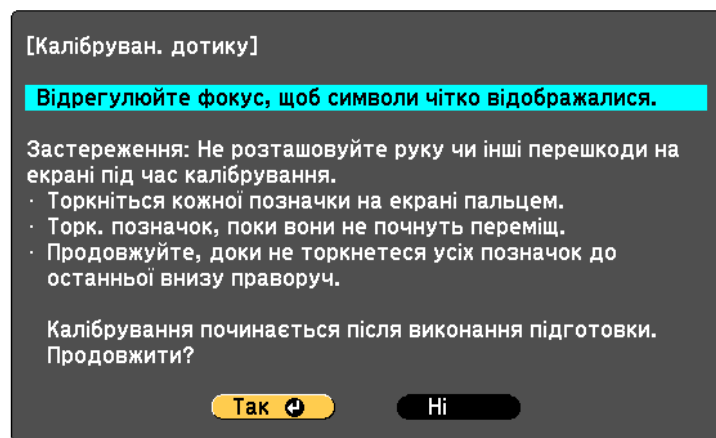 [Калібруван. дотику]
Відрегулюйте фокус, щоб символи чітко відображалися.
Застереження: Не розташовуйте руку чи інші перешкоди на
екрані під час калібрування.
· Торкніться кожної позначки на екрані пальцем.
· Торк. позначок, поки вони не почнуть переміщ.
· Продовжуйте, доки не торкнетеся усіх позначок до
останньої внизу праворуч.
Калібрування починається після виконання підготовки.
Продовжити?
Так Ні